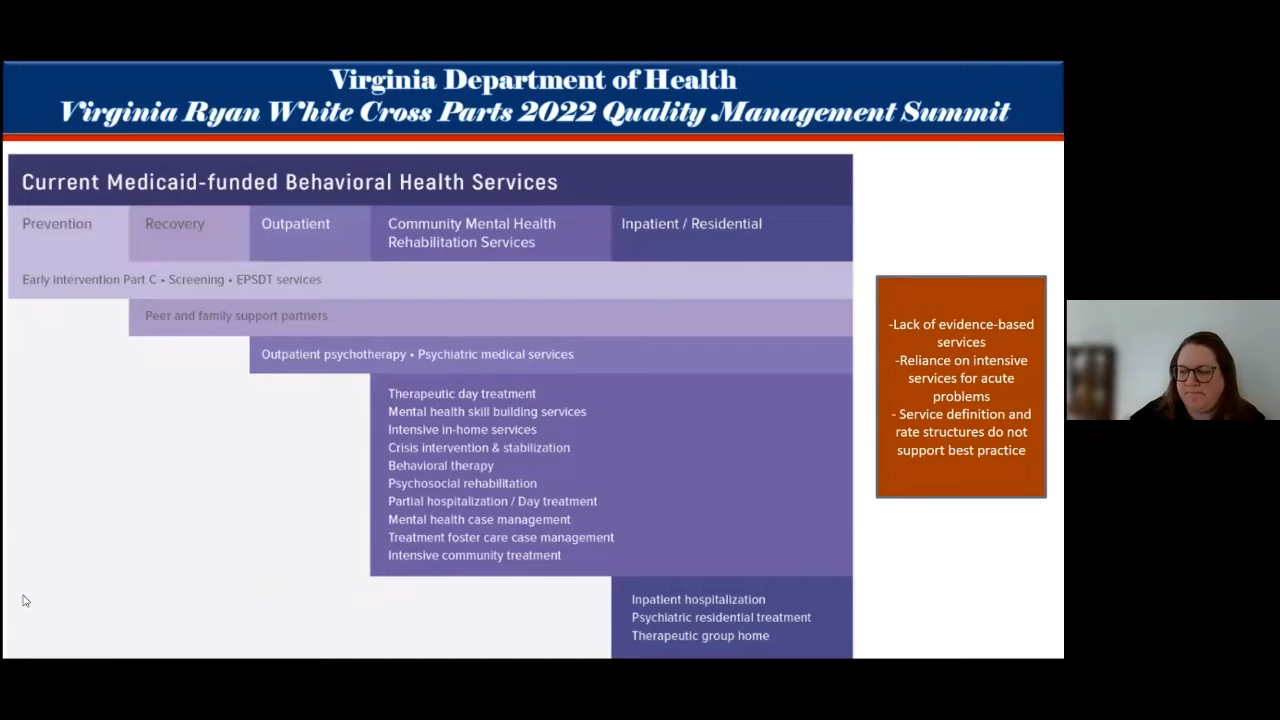 Virginia Department of Health
Virginia Ryan White Cross Parts 2022 Quality Management Summit
Current Medicaid-funded Behavioral Health Services
Prevention
Recovery
Outpatient
Community Mental Health
Rehabilitation Services
Inpatient / Residential
Early Intervention Part C • Screening • EPSDT services
Peer and family support partners
Outpatient psychotherapy • Psychiatric medical services
Therapeutic day treatment
Mental health skill building services
Intensive in-home services
Crisis intervention & stabilization
Behavioral therapy
Psychosocial rehabilitation
Partial hospitalization / Day treatment
Mental health case management
Treatment foster care case management
Intensive community treatment
Inpatient hospitalization
Psychiatric residential treatment
Therapeutic group home
-Lack of evidence-based
services
-Reliance on intensive
services for acute
problems
- Service definition and
rate structures do not
support best practice